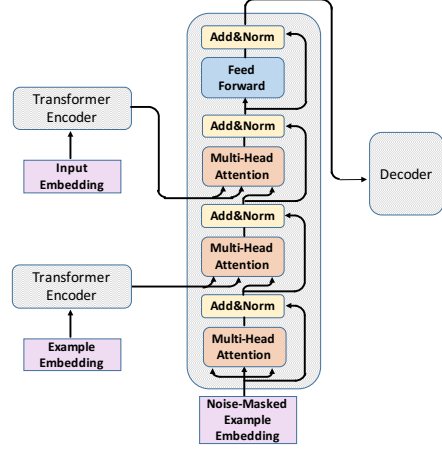 Add&Norm
Feed
Forward
Add&Norm
Multi-Head
Attention
Add&Norm
Multi-Head
Attention
Add&Norm
Multi-Head
Attention
Noise-Masked
Example
Embedding
Transformer
Encoder
Input
Embedding
Transformer
Encoder
Example
Embedding
Decoder